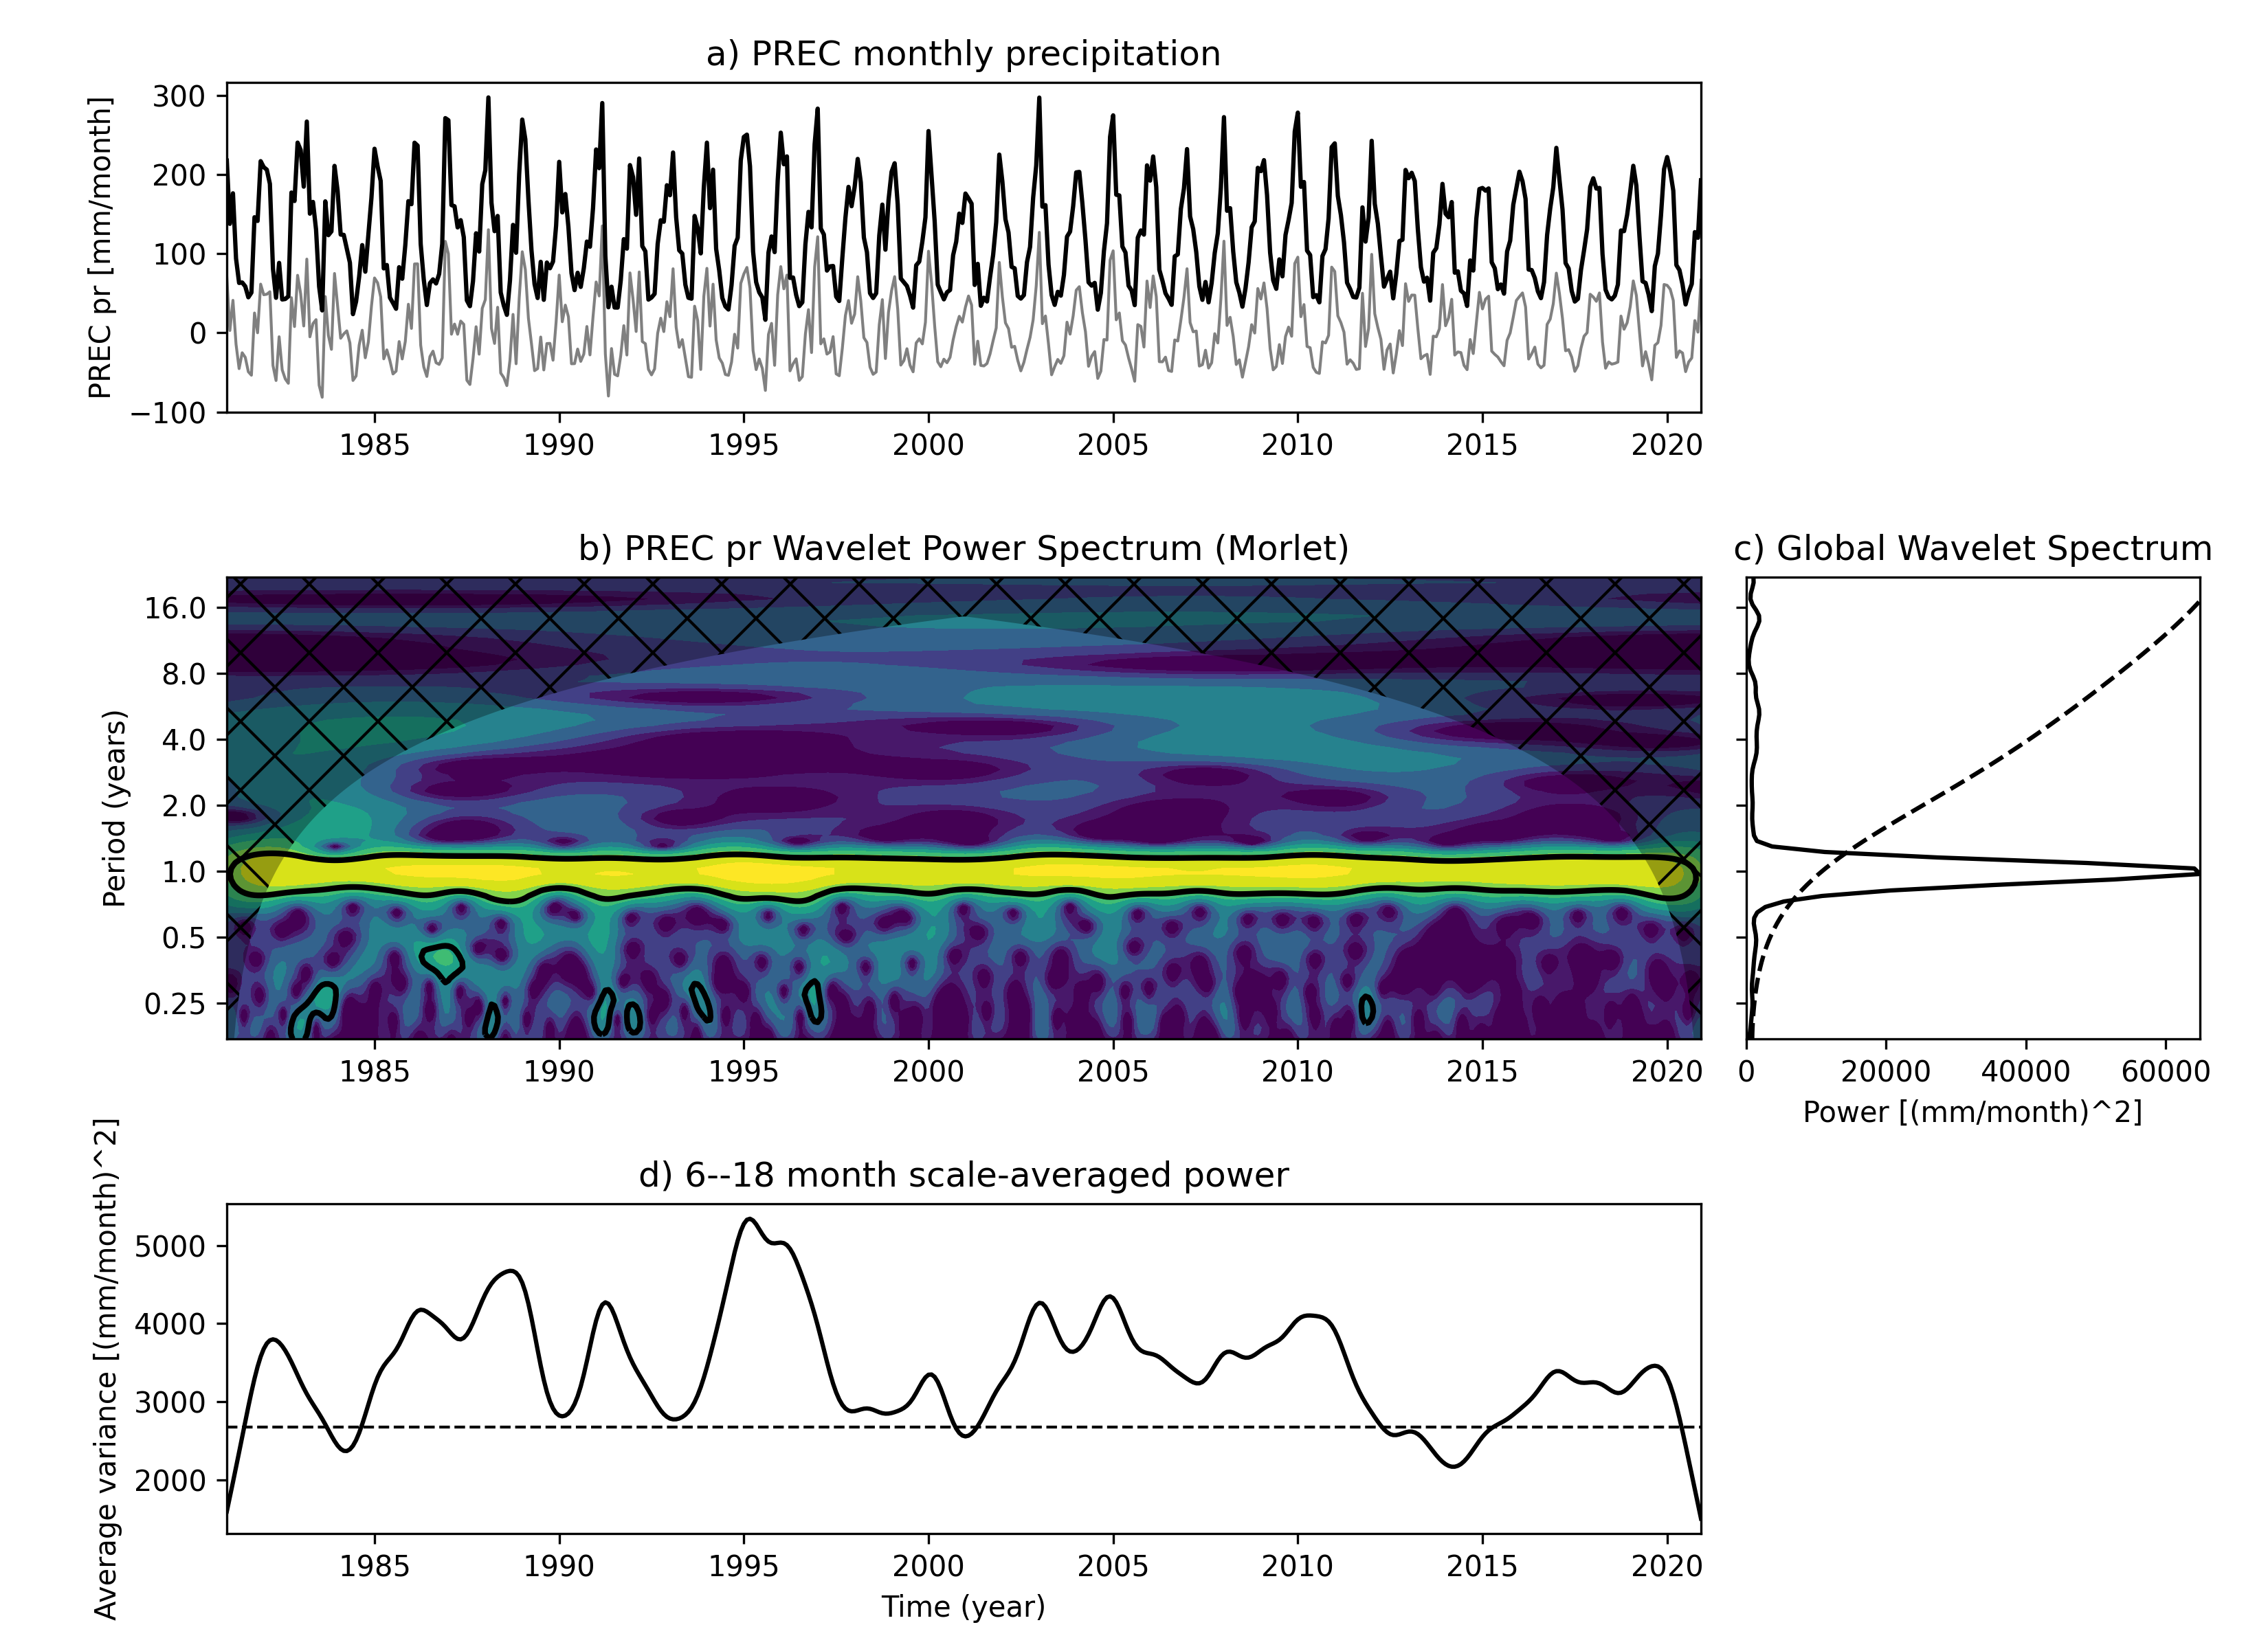 a) PREC monthly precipitation
PREC pr [mm/month]
300
200
100
0
−100
1985 1990 1995 2000 2005 2010 2015 2020
b) PREC pr Wavelet Power Spectrum (Morlet)
Period (years)
16.0
8.0
4.0
2.0
1.0
0.5
0.25
1985 1990 1995 2000 2005 2010 2015 2020
c) Global Wavelet Spectrum
0 20000 40000 60000
Power [(mm/month)^2]
d) 6--18 month scale-averaged power
Average variance [(mm/month)^2]
5000
4000
3000
2000
1985 1990 1995 2000 2005 2010 2015 2020
Time (year)